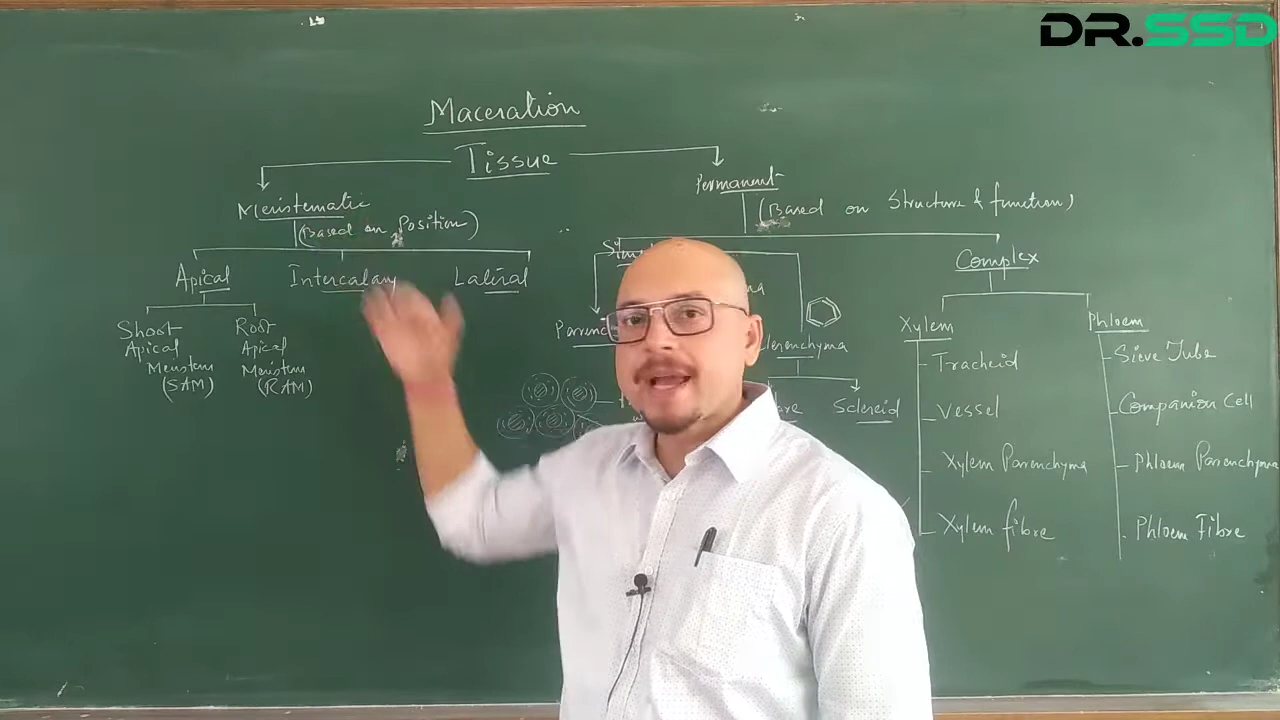 DR.SSD
Maceration
Tissue
Meristematic
(Based on Position)
Permanent
(Based on Structure & function)
Apical
Intercalary
Lateral
Shoot
Apical
Meristem
(SAM)
Root
Apical
Meristem
(RAM)
Complex
Xylem
Tracheid
Vessel
Xylem Parenchyma
Xylem fibre
Phloem
Sieve Tube
Companion Cell
Phloem Parenchyma
Phloem Fibre
Sclereid